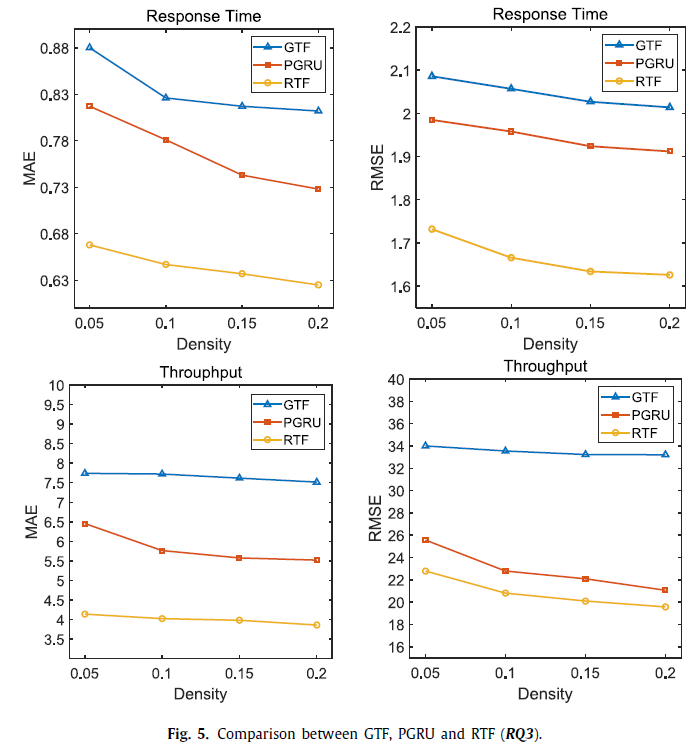 Response Time
0.88
0.83
0.78
0.73
0.68
0.63
MAE
GTF
PGRU
RTF
0.05 0.1 0.15 0.2
Density
Response Time
2.2
2.1
2
1.9
1.8
1.7
1.6
RMSE
GTF
PGRU
RTF
0.05 0.1 0.15 0.2
Density
Throuphput
10
9.5
9
8.5
8
7.5
7
6.5
6
5.5
5
4.5
4
3.5
MAE
GTF
PGRU
RTF
0.05 0.1 0.15 0.2
Density
Throughput
40
38
36
34
32
30
28
26
24
22
20
18
16
RMSE
GTF
PGRU
RTF
0.05 0.1 0.15 0.2
Density
Fig. 5. Comparison between GTF, PGRU and RTF (RQ3).